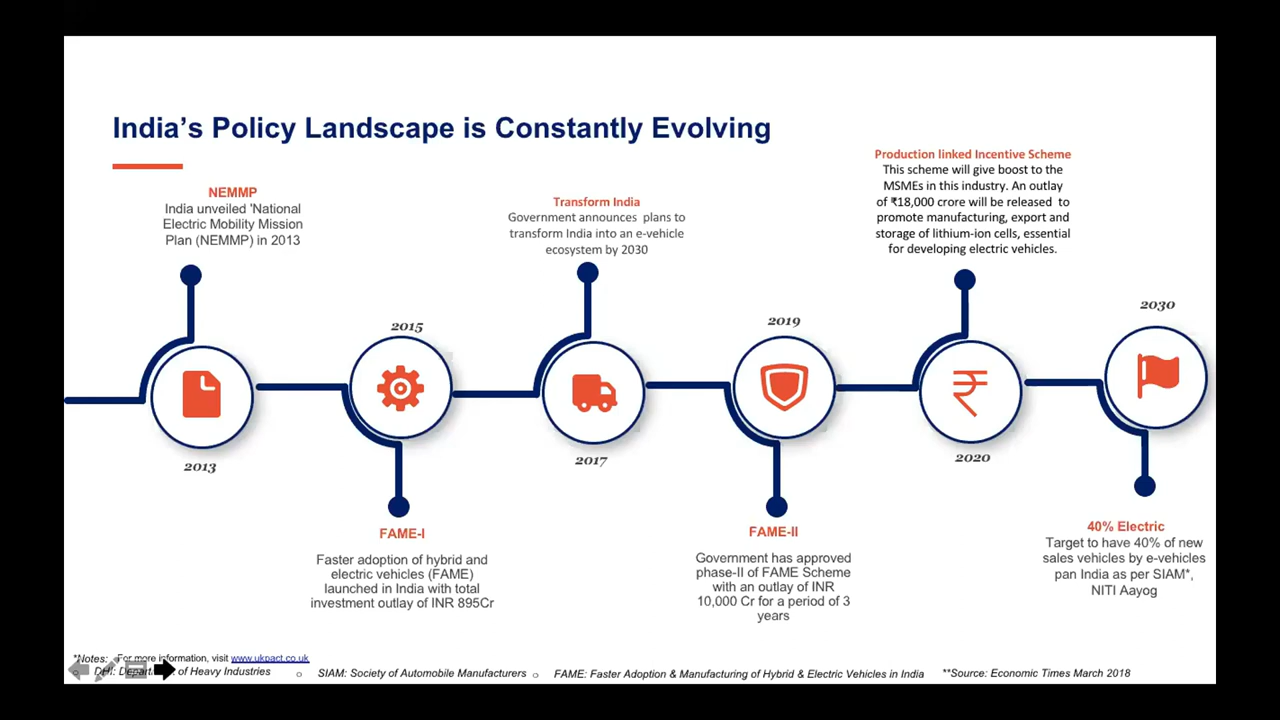 India's Policy Landscape is Constantly Evolving
NEMMP
India unveiled 'National
Electric Mobility Mission
Plan (NEMMP) in 2013
2013
2015
FAME-I
Faster adoption of hybrid and
electric vehicles (FAME)
launched in India with total
investment outlay of INR 895Cr
Transform India
Government announces plans to
transform India into an e-vehicle
ecosystem by 2030
2017
2019
FAME-II
Government has approved
phase-II of FAME Scheme
with an outlay of INR
10,000 Cr for a period of 3
years
Production linked Incentive Scheme
This scheme will give boost to the
MSMEs in this industry. An outlay
of ₹18,000 crore will be released to
promote manufacturing, export and
storage of lithium-ion cells, essential
for developing electric vehicles.
₹
2020
2030
40% Electric
Target to have 40% of new
sales vehicles by e-vehicles
pan India as per SIAM*,
NITI Aayog
*Notes: For more information, visit www.ukpact.co.uk
DHI: Department of Heavy Industries
SIAM: Society of Automobile Manufacturers
FAME: Faster Adoption & Manufacturing of Hybrid & Electric Vehicles in India
**Source: Economic Times March 2018